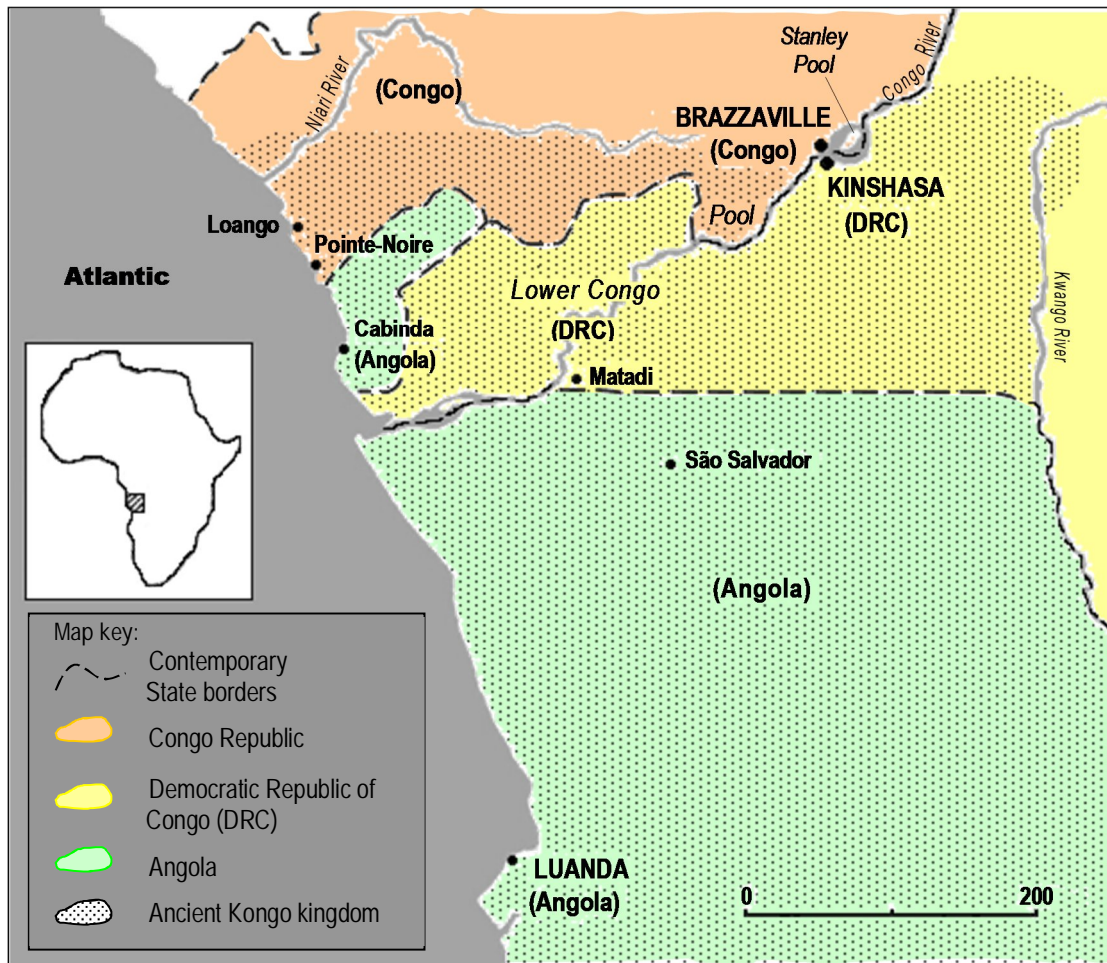 Stanley
Pool
Congo River
Niari River
(Congo)
BRAZZAVILLE
(Congo)
KINSHASA
(DRC)
Loango
Pool
Pointe-Noire
Atlantic
Lower Congo
(DRC)
Kwango River
Cabinda
(Angola)
Matadi
São Salvador
(Angola)
Map key:
Contemporary
State borders
Congo Republic
Democratic Republic of
Congo (DRC)
Angola
Ancient Kongo kingdom
LUANDA
(Angola)
0 200